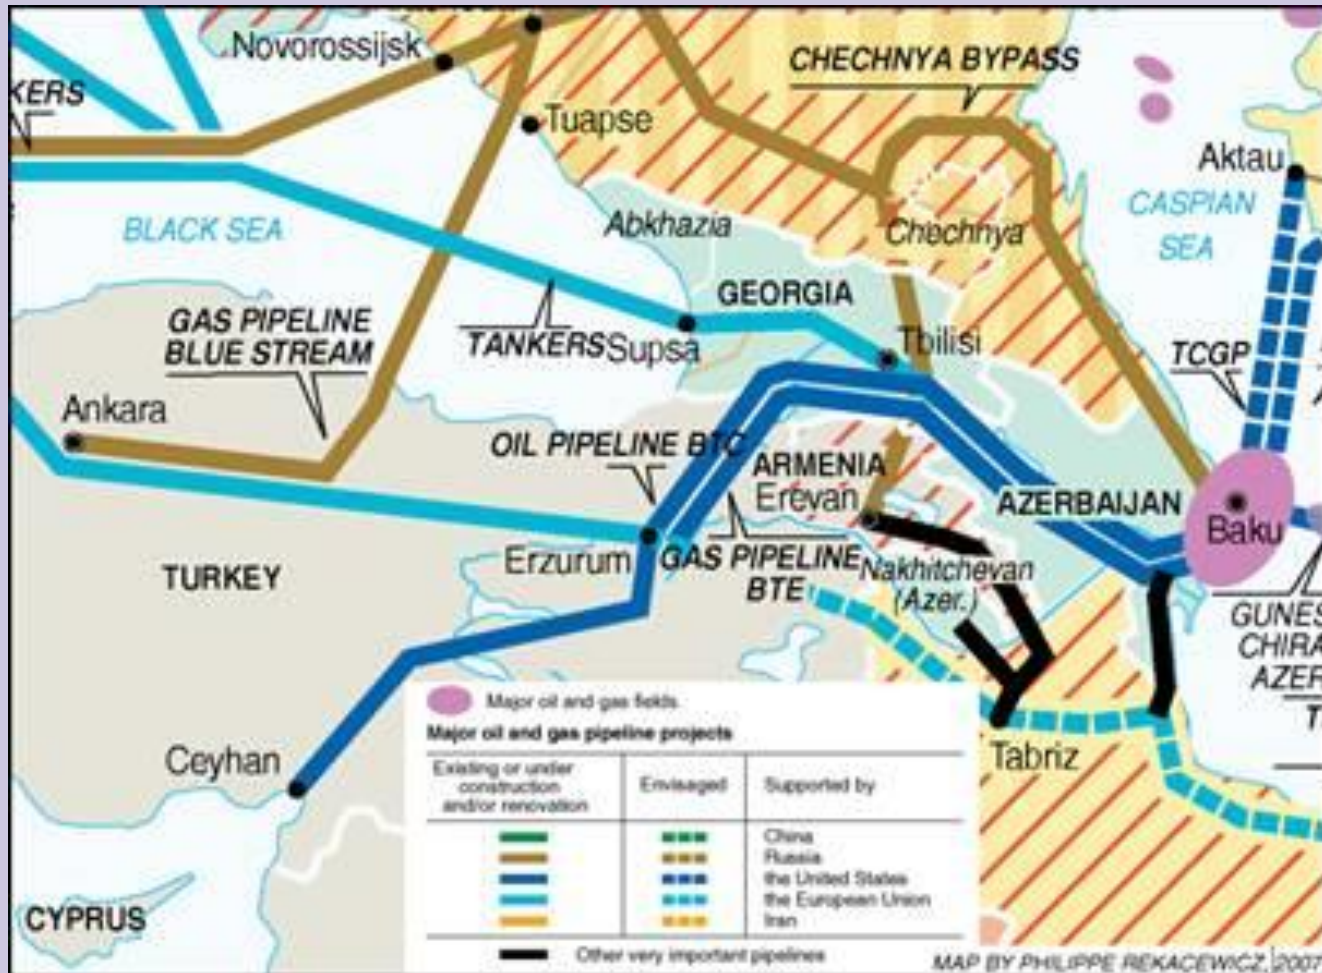 Novorossijsk
CHECHNYA BYPASS
KERS
Tuapse
Aktau
CASPIAN
SEA
BLACK SEA
Abkhazia
Chechnya
GEORGIA
GAS PIPELINE
BLUE STREAM
TANKERS
Supsa
Tbilisi
TCGP
Ankara
OIL PIPELINE BTC
ARMENIA
Erevan
AZERBAIJAN
Baku
Erzurum
GAS PIPELINE
BTE
Nakhitchevan
(Azer.)
TURKEY
GUNES
CHIRA
AZER
T
Ceyhan
Tabriz
CYPRUS
Major oil and gas fields.
Major oil and gas pipeline projects
Existing or under
construction
and/or renovation
Envisaged
Supported by
China
Russia
the United States
the European Union
Iran
Other very important pipelines
MAP BY PHILIPPE REKACEWICZ 2007